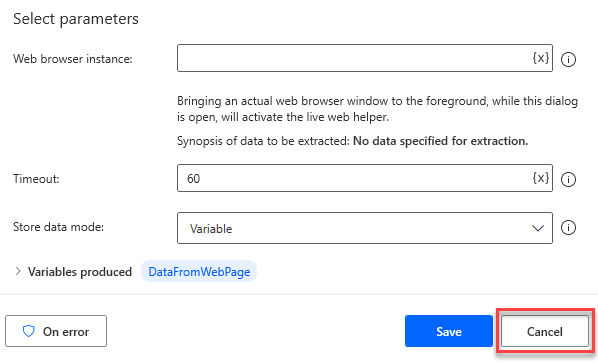 Select parameters
Web browser instance:
{x}
Bringing an actual web browser window to the foreground, while this dialog
is open, will activate the live web helper.
Synopsis of data to be extracted: No data specified for extraction.
Timeout:
60
{x}
Store data mode:
Variable
Variables produced DataFromWebPage
On error
Save
Cancel